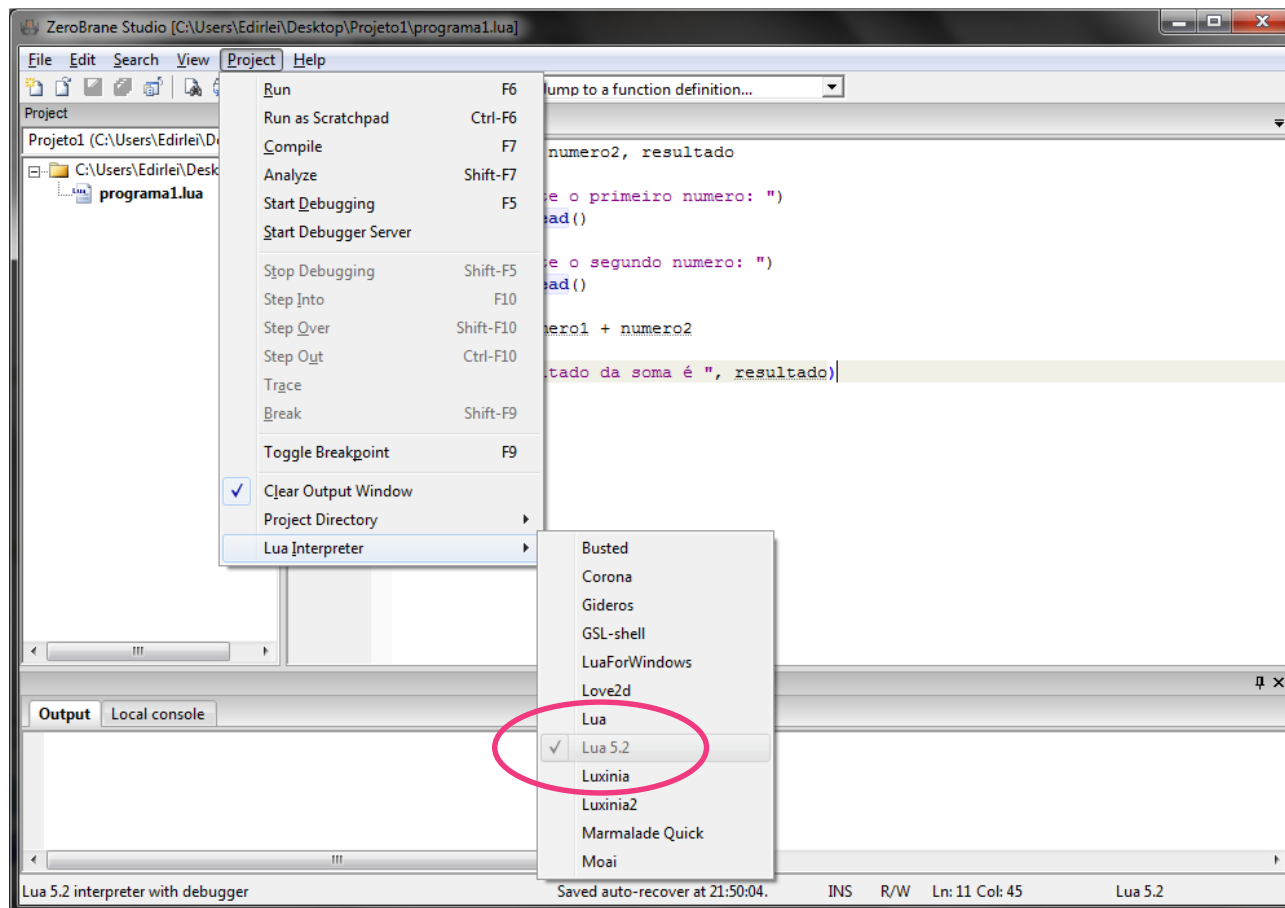 ZeroBrane Studio [C:\Users\Edirlei\Desktop\Projeto1\programa1.lua]
File Edit Search View Project Help
Jump to a function definition...
Project
Projeto1 (C:\Users\Edirlei\De
C:\Users\Edirlei\Desk
programa1.lua
Run F6
Run as Scratchpad Ctrl-F6
Compile F7
Analyze Shift-F7
Start Debugging F5
Start Debugger Server
Stop Debugging Shift-F5
Step Into F10
Step Over Shift-F10
Step Out Ctrl-F10
Trace
Break Shift-F9
Toggle Breakpoint F9
Clear Output Window
Project Directory
Lua Interpreter
numero2, resultado
e o primeiro numero: ")
ead()
e o segundo numero: ")
ead()
mero1 + numero2
tado da soma é ", resultado)
Busted
Corona
Gideros
GSL-shell
LuaForWindows
Love2d
Lua
Lua 5.2
Luxinia
Luxinia2
Marmalade Quick
Moai
Output Local console
Lua 5.2 interpreter with debugger Saved auto-recover at 21:50:04. INS R/W Ln: 11 Col: 45 Lua 5.2